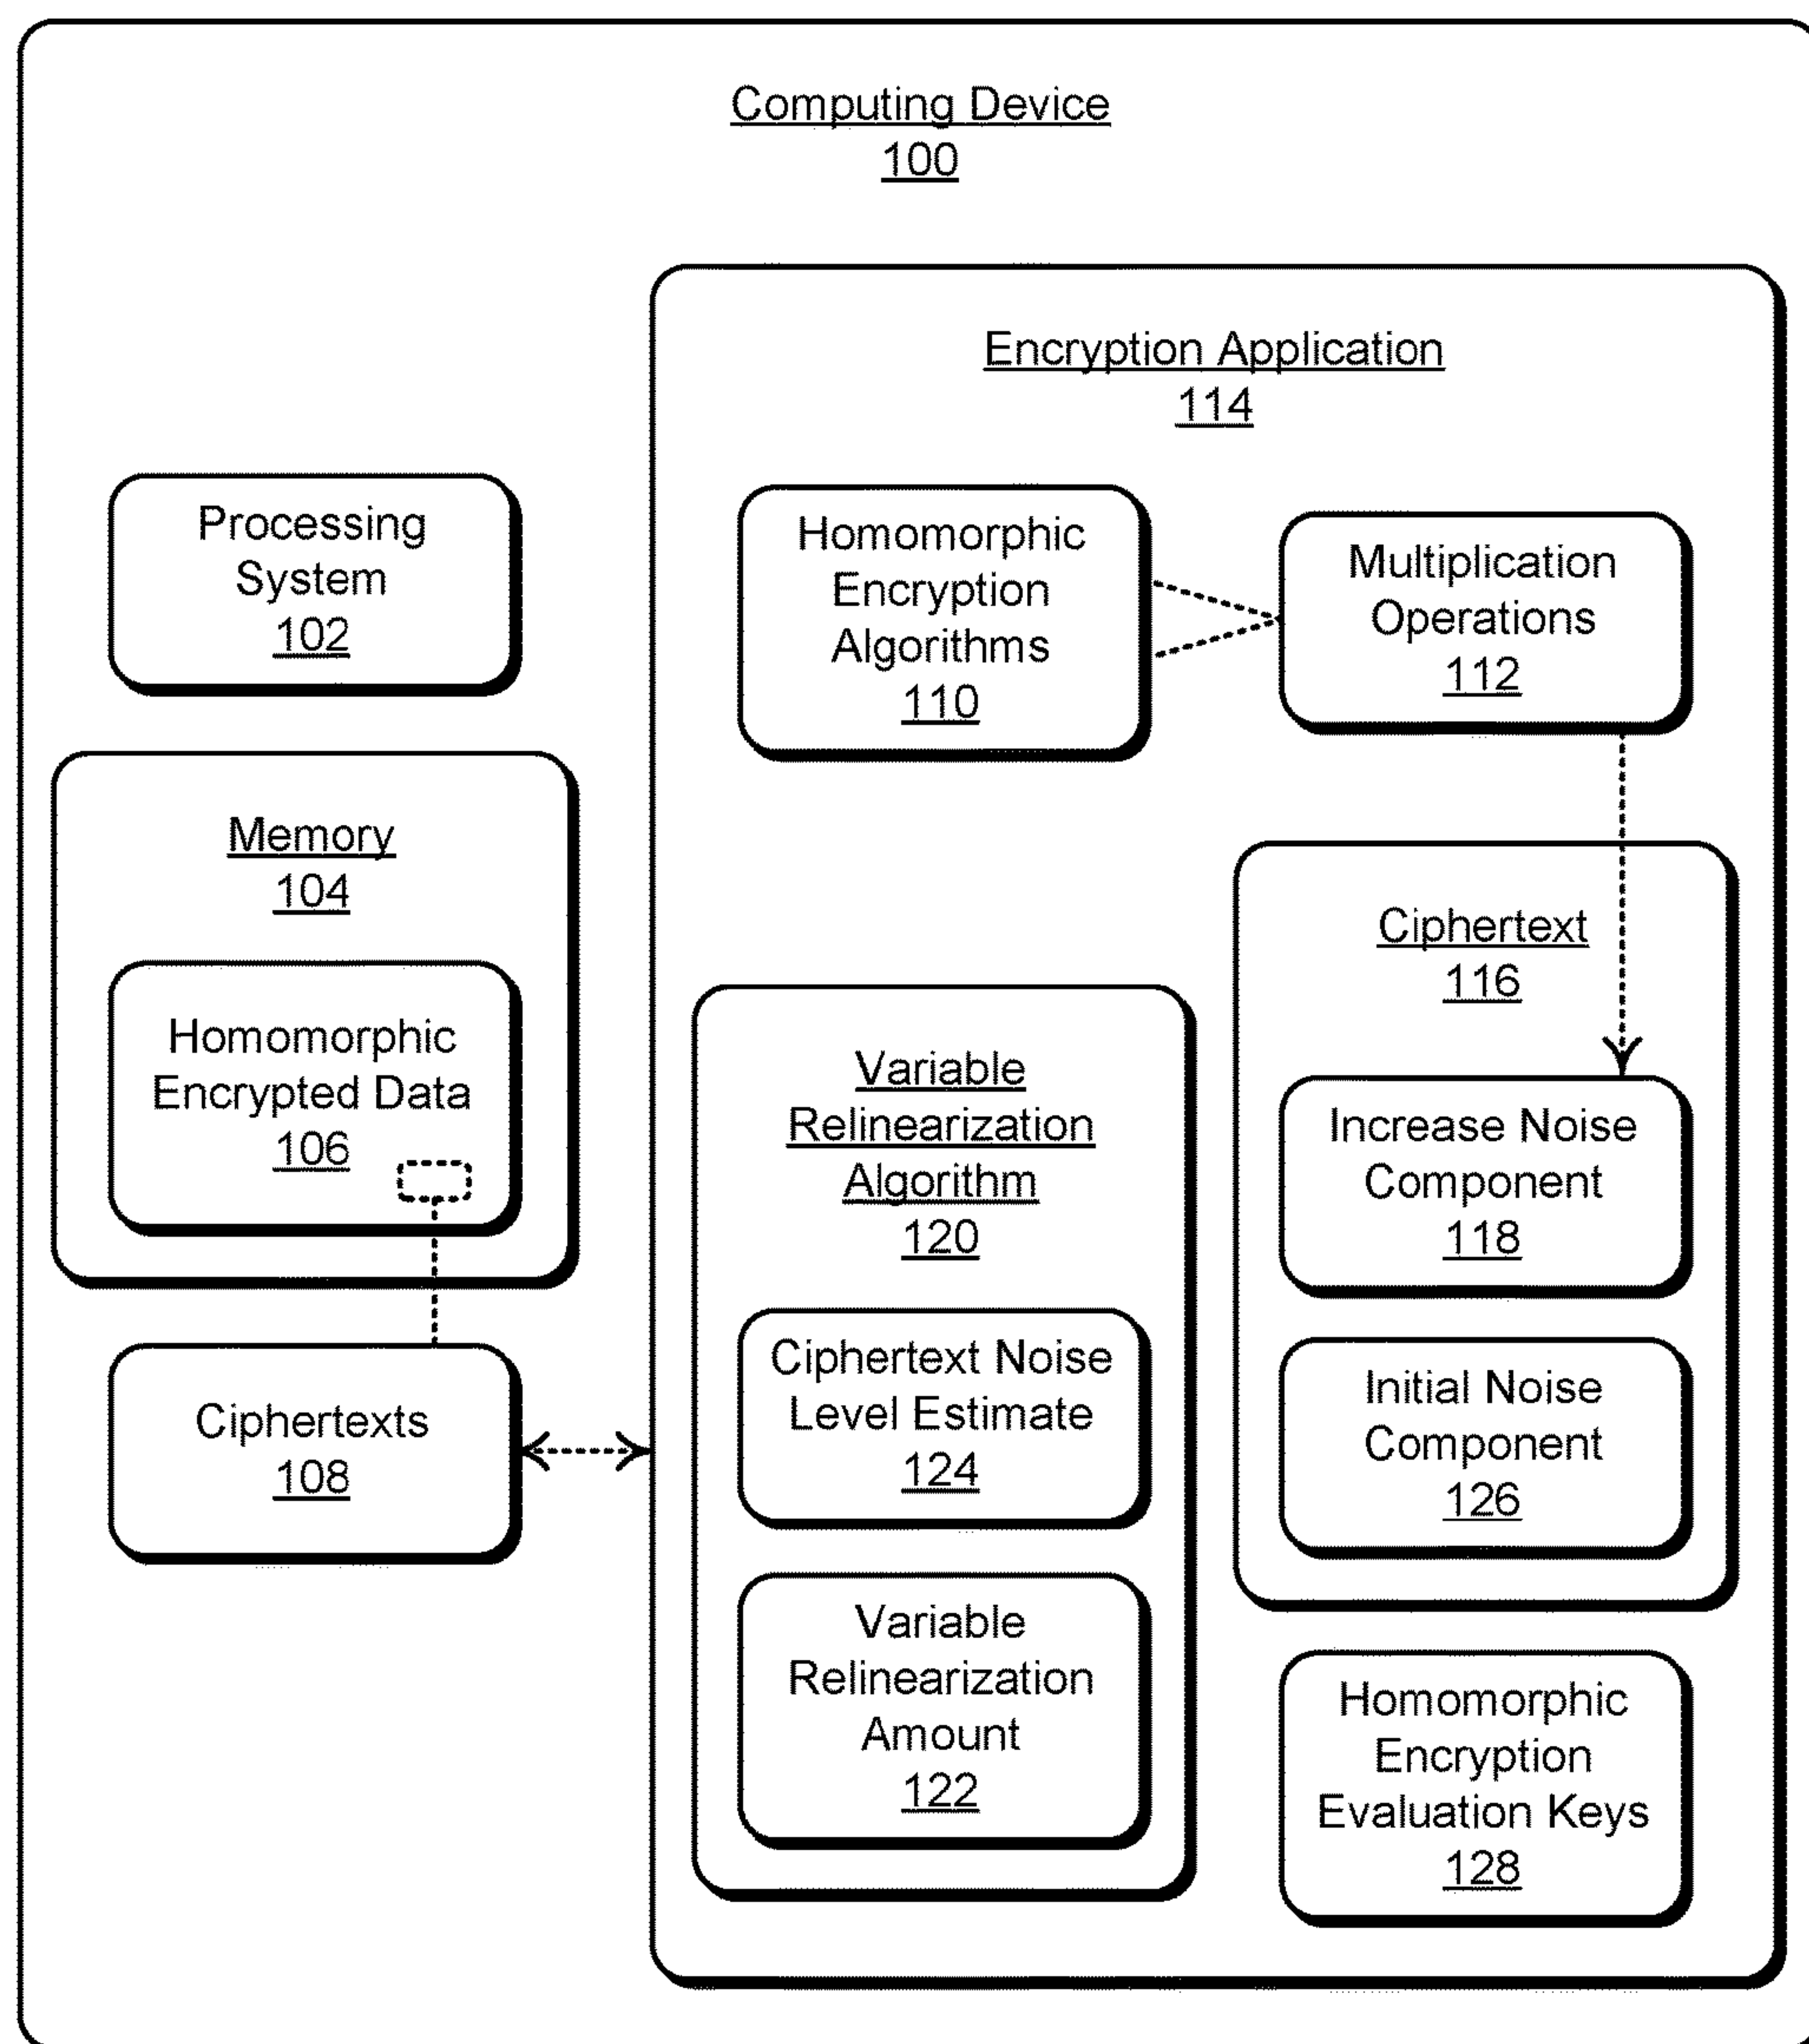 Computing Device
100
Encryption Application
114
Processing
System
102
Homomorphic
Encryption
Algorithms
110
Multiplication
Operations
112
Memory
104
Homomorphic
Encrypted Data
106
Ciphertexts
108
Variable
Relinearization
Algorithm
120
Ciphertext Noise
Level Estimate
124
Variable
Relinearization
Amount
122
Ciphertext
116
Increase Noise
Component
118
Initial Noise
Component
126
Homomorphic
Encryption
Evaluation Keys
128